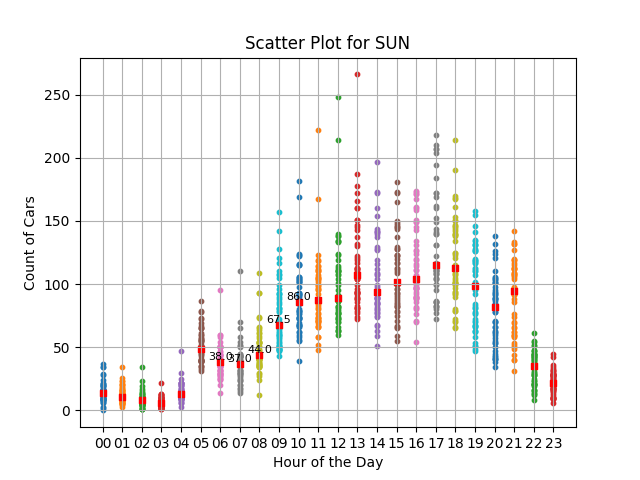 Scatter Plot for SUN
Count of Cars
250
200
150
100
50
0
86.0
67.5
44.0
38.0
37.0
00 01 02 03 04 05 06 07 08 09 10 11 12 13 14 15 16 17 18 19 20 21 22 23
Hour of the Day